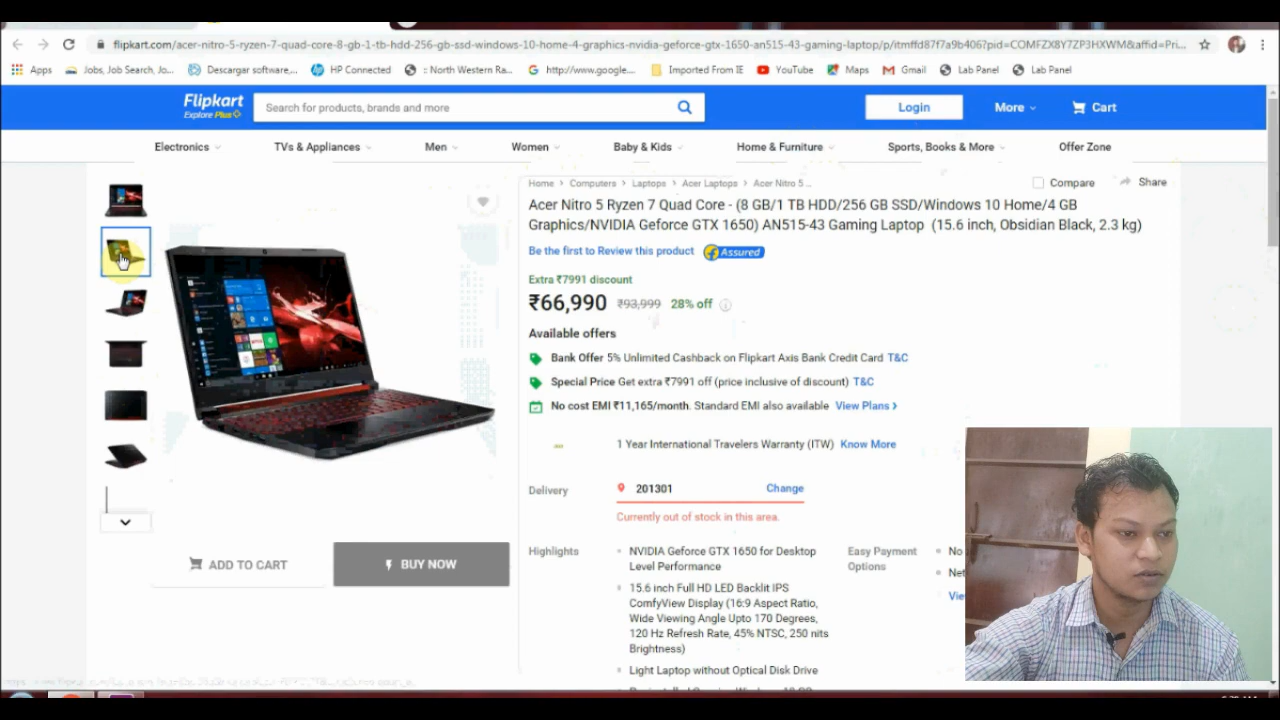 flipkart.com/acer-nitro-5-ryzen-7-quad-core-8-gb-1-tb-hdd-256-gb-ssd-windows-10-home-4-graphics-nvidia-geforce-gtx-1650-an515-43-gaming-laptop/p/itmffd87f7a9b406?pid=COMFZX8Y7ZP3HXWM&affid=Pri...
Apps Jobs, Job Search, Jo... Descargar software,... HP Connected :: North Western Ra... http://www.google.... Imported From IE YouTube Maps Gmail Lab Panel Lab Panel
Flipkart
Explore Plus
Search for products, brands and more
Login
More
Cart
Electronics TVs & Appliances Men Women Baby & Kids Home & Furniture Sports, Books & More Offer Zone
Home > Computers > Laptops > Acer Laptops > Acer Nitro 5 ...
Compare Share
Acer Nitro 5 Ryzen 7 Quad Core - (8 GB/1 TB HDD/256 GB SSD/Windows 10 Home/4 GB
Graphics/NVIDIA Geforce GTX 1650) AN515-43 Gaming Laptop (15.6 inch, Obsidian Black, 2.3 kg)
Be the first to Review this product Assured
Extra ₹7991 discount
₹66,990 ₹93,999 28% off
Available offers
Bank Offer 5% Unlimited Cashback on Flipkart Axis Bank Credit Card T&C
Special Price Get extra ₹7991 off (price inclusive of discount) T&C
No cost EMI ₹11,165/month. Standard EMI also available View Plans >
1 Year International Travelers Warranty (ITW) Know More
Delivery 201301 Change
Currently out of stock in this area.
ADD TO CART
BUY NOW
Highlights
NVIDIA Geforce GTX 1650 for Desktop
Level Performance
15.6 inch Full HD LED Backlit IPS
ComfyView Display (16:9 Aspect Ratio,
Wide Viewing Angle Upto 170 Degrees,
120 Hz Refresh Rate, 45% NTSC, 250 nits
Brightness)
Light Laptop without Optical Disk Drive
Easy Payment
Options
No
Net
Vie